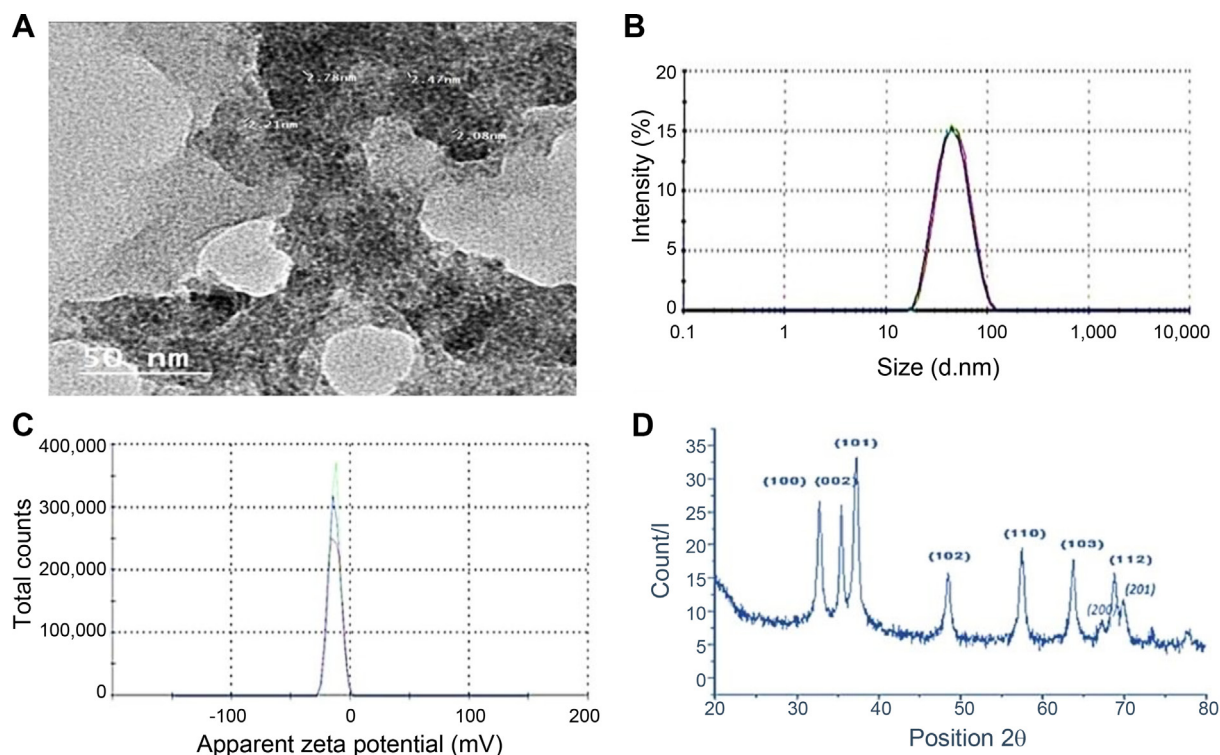 A
2.78nm 2.47nm
2.21nm 2.08nm
50 nm
B
20
15
10
5
0
Intensity (%)
0.1 1 10 100 1,000 10,000
Size (d.nm)
C
400,000
300,000
200,000
100,000
0
Total counts
-100 0 100 200
Apparent zeta potential (mV)
D
35
30
25
20
15
10
5
0
Count/I
(100) (002) (101)
(102) (110) (103) (112)
(200) (201)
20 30 40 50 60 70 80
Position 2θ